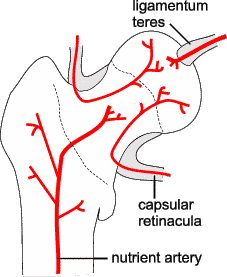 ligamentum
teres
capsular
retinacula
nutrient artery